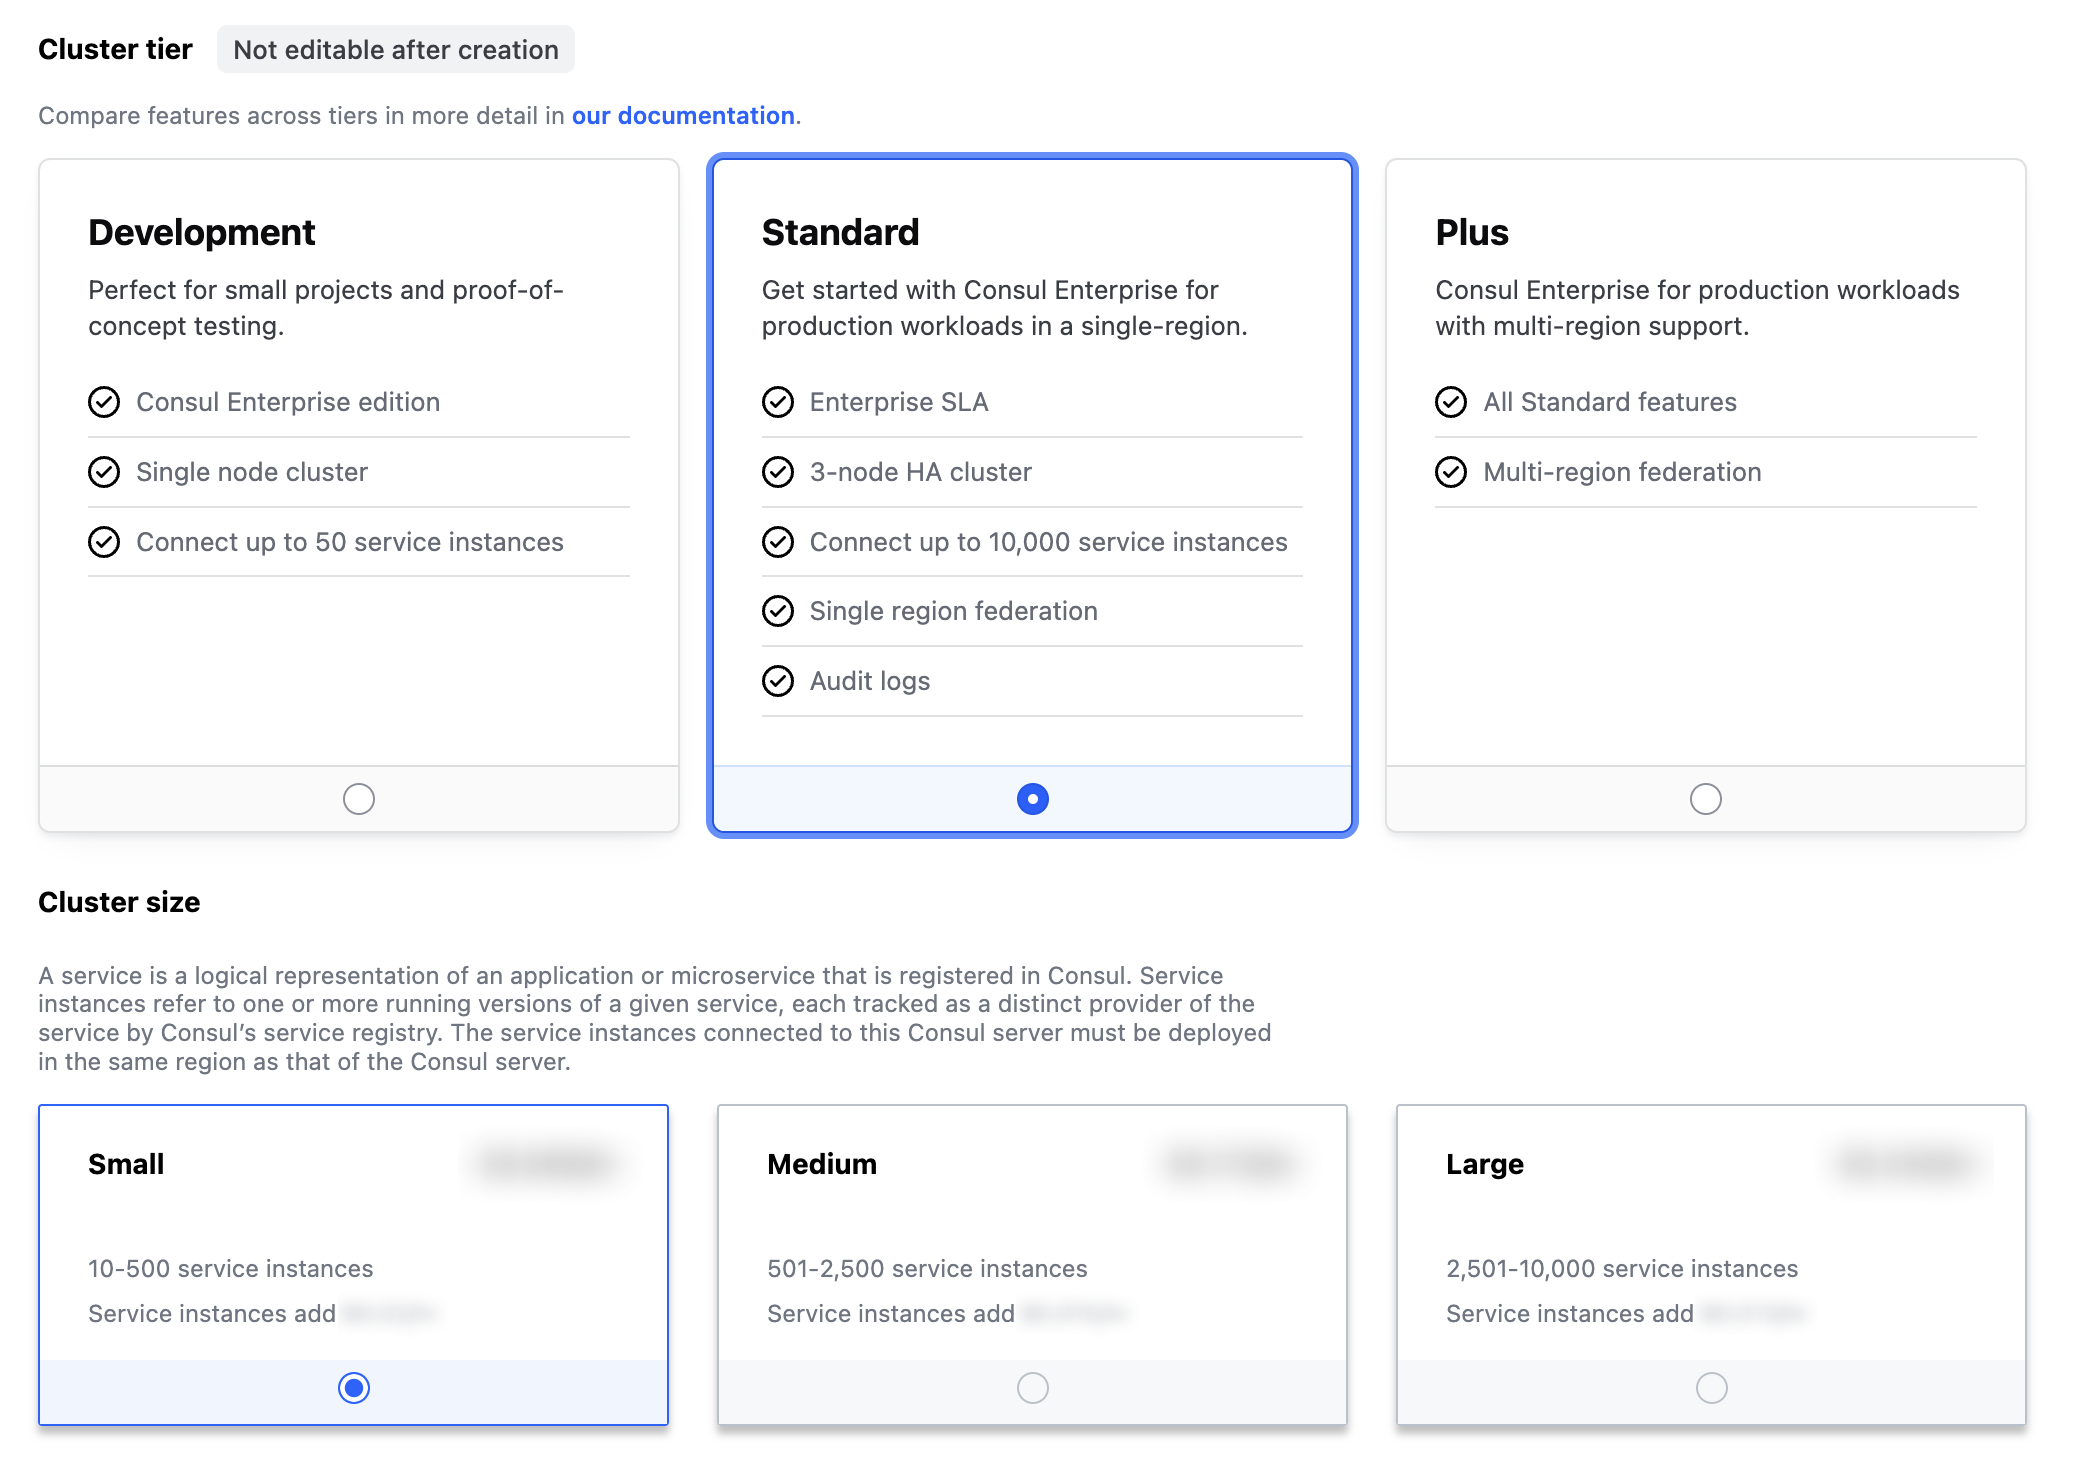 Cluster tier Not editable after creation
Compare features across tiers in more detail in our documentation.
Development
Perfect for small projects and proof-of-
concept testing.
Consul Enterprise edition
Single node cluster
Connect up to 50 service instances
Standard
Get started with Consul Enterprise for
production workloads in a single-region.
Enterprise SLA
3-node HA cluster
Connect up to 10,000 service instances
Single region federation
Audit logs
Plus
Consul Enterprise for production workloads
with multi-region support.
All Standard features
Multi-region federation
Cluster size
A service is a logical representation of an application or microservice that is registered in Consul. Service
instances refer to one or more running versions of a given service, each tracked as a distinct provider of the
service by Consul’s service registry. The service instances connected to this Consul server must be deployed
in the same region as that of the Consul server.
Small
10-500 service instances
Service instances add
Medium
501-2,500 service instances
Service instances add
Large
2,501-10,000 service instances
Service instances add